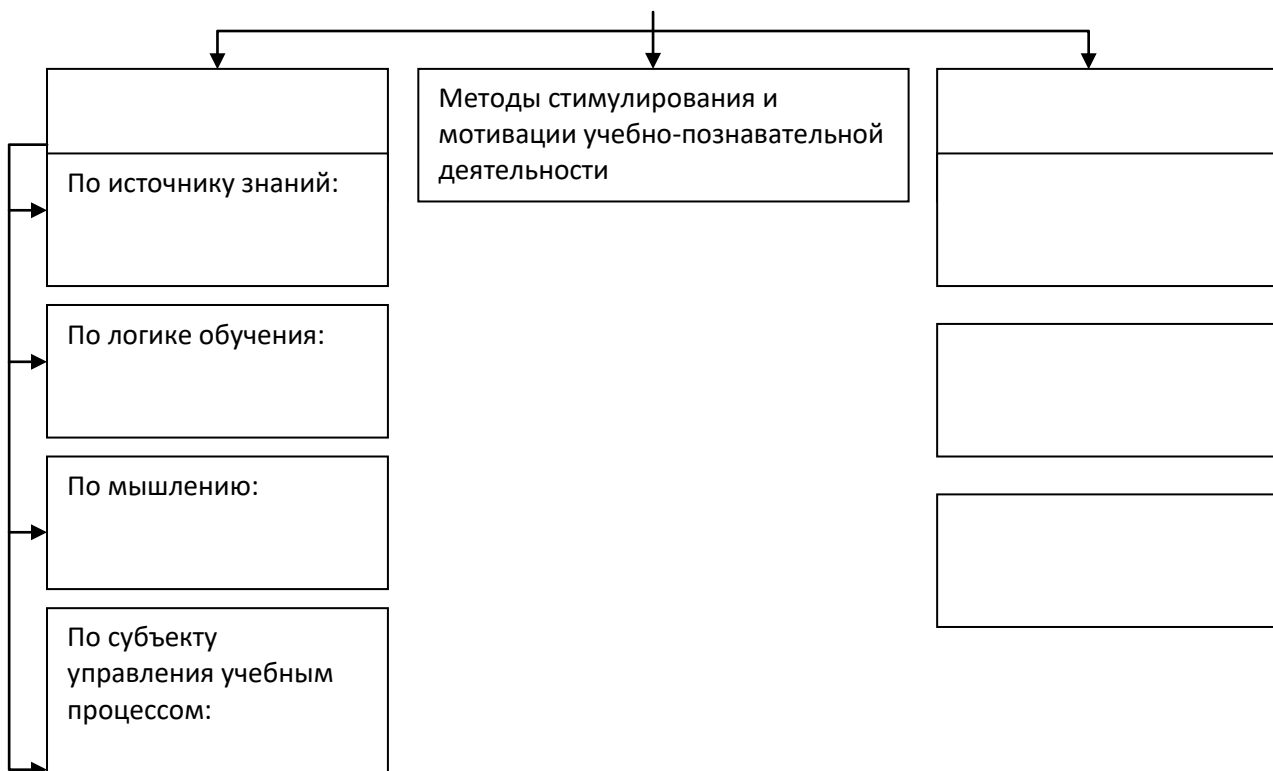 Методы стимулирования и
мотивации учебно-познавательной
деятельности
По источнику знаний:
По логике обучения:
По мышлению:
По субъекту
управления учебным
процессом: